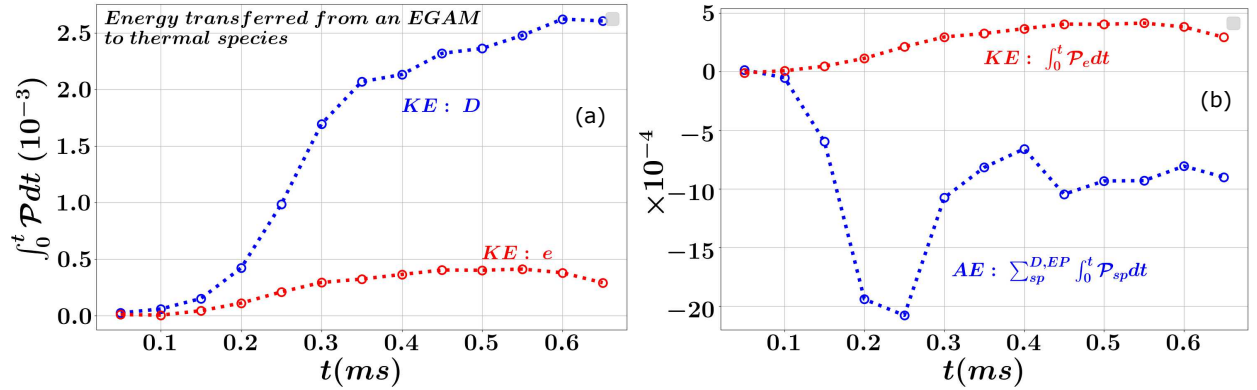 Energy transferred from an EGAM
to thermal species
∫₀ᵗ 𝒫dt (10⁻³)
2.5
2.0
1.5
1.0
0.5
0.0
KE : D
(a)
KE : e
0.1 0.2 0.3 0.4 0.5 0.6
t(ms)
×10⁻⁴
5
0
−5
−10
−15
−20
KE : ∫₀ᵗ 𝒫ₑdt
(b)
AE : ∑ₛₚᴰ,ᴱᴾ ∫₀ᵗ 𝒫ₛₚdt
0.1 0.2 0.3 0.4 0.5 0.6
t(ms)